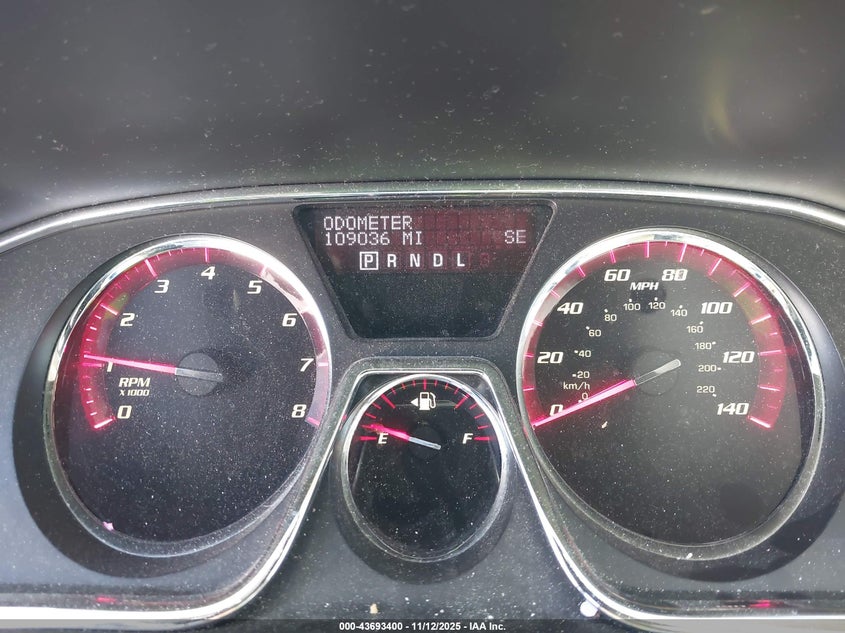 ODOMETER
109036 MI SE
P R N D L
0 1 2 3 4 5 6 7 8
RPM
X 1000
0 20 40 60 80 100 120 140
MPH
0 20 40 60 80 100 120 140 160 180 200 220
km/h
E F
000-43693400 - 11/12/2025 - IAA Inc.